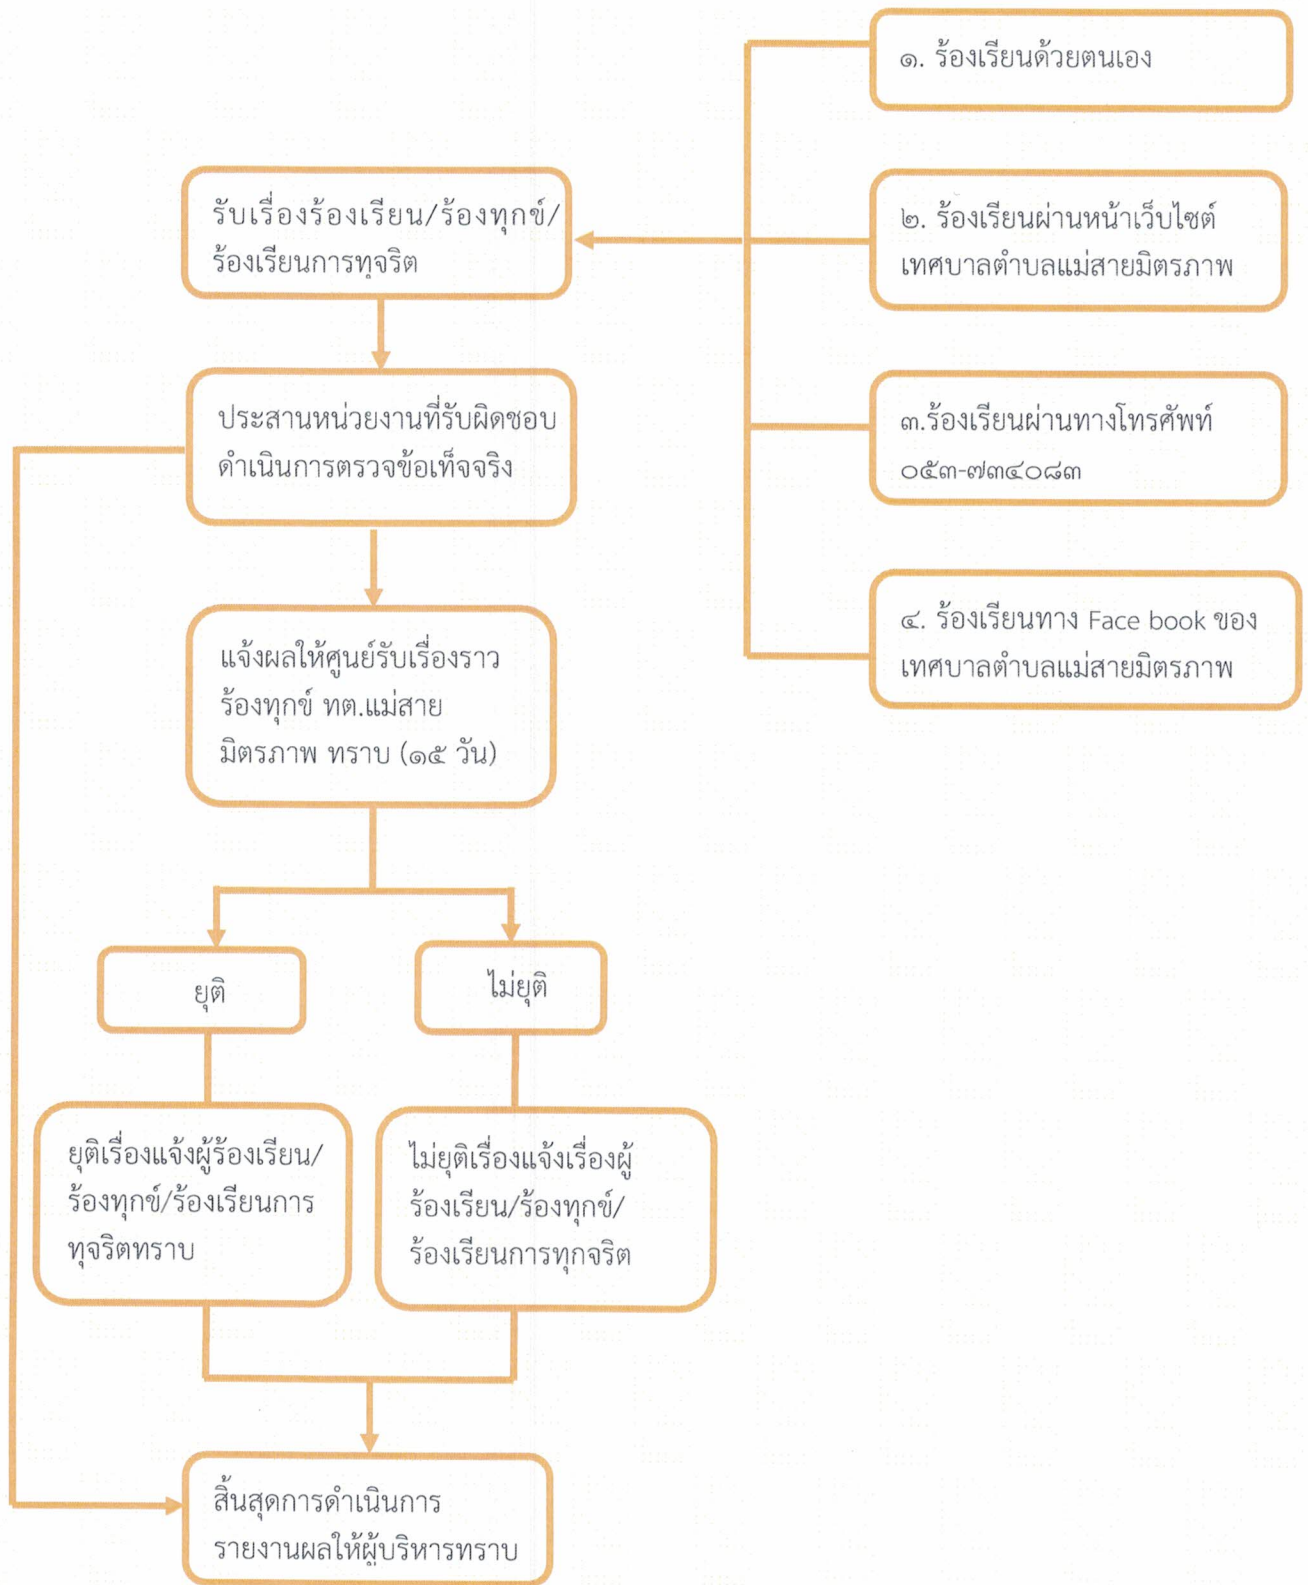 ๑. ร้องเรียนด้วยตนเอง
รับเรื่องร้องเรียน/ร้องทุกข์/
ร้องเรียนการทุจริต
๒. ร้องเรียนผ่านหน้าเว็บไซต์
เทศบาลตำบลแม่สายมิตรภาพ
๓.ร้องเรียนผ่านทางโทรศัพท์
๐๕๓-๗๓๔๐๘๓
๔. ร้องเรียนทาง Face book ของ
เทศบาลตำบลแม่สายมิตรภาพ
ประสานหน่วยงานที่รับผิดชอบ
ดำเนินการตรวจข้อเท็จจริง
แจ้งผลให้ศูนย์รับเรื่องราว
ร้องทุกข์ ทต.แม่สาย
มิตรภาพ ทราบ (๑๕ วัน)
ยุติ
ไม่ยุติ
ยุติเรื่องแจ้งผู้ร้องเรียน/
ร้องทุกข์/ร้องเรียนการ
ทุจริตทราบ
ไม่ยุติเรื่องแจ้งเรื่องผู้
ร้องเรียน/ร้องทุกข์/
ร้องเรียนการทุกจริต
สิ้นสุดการดำเนินการ
รายงานผลให้ผู้บริหารทราบ